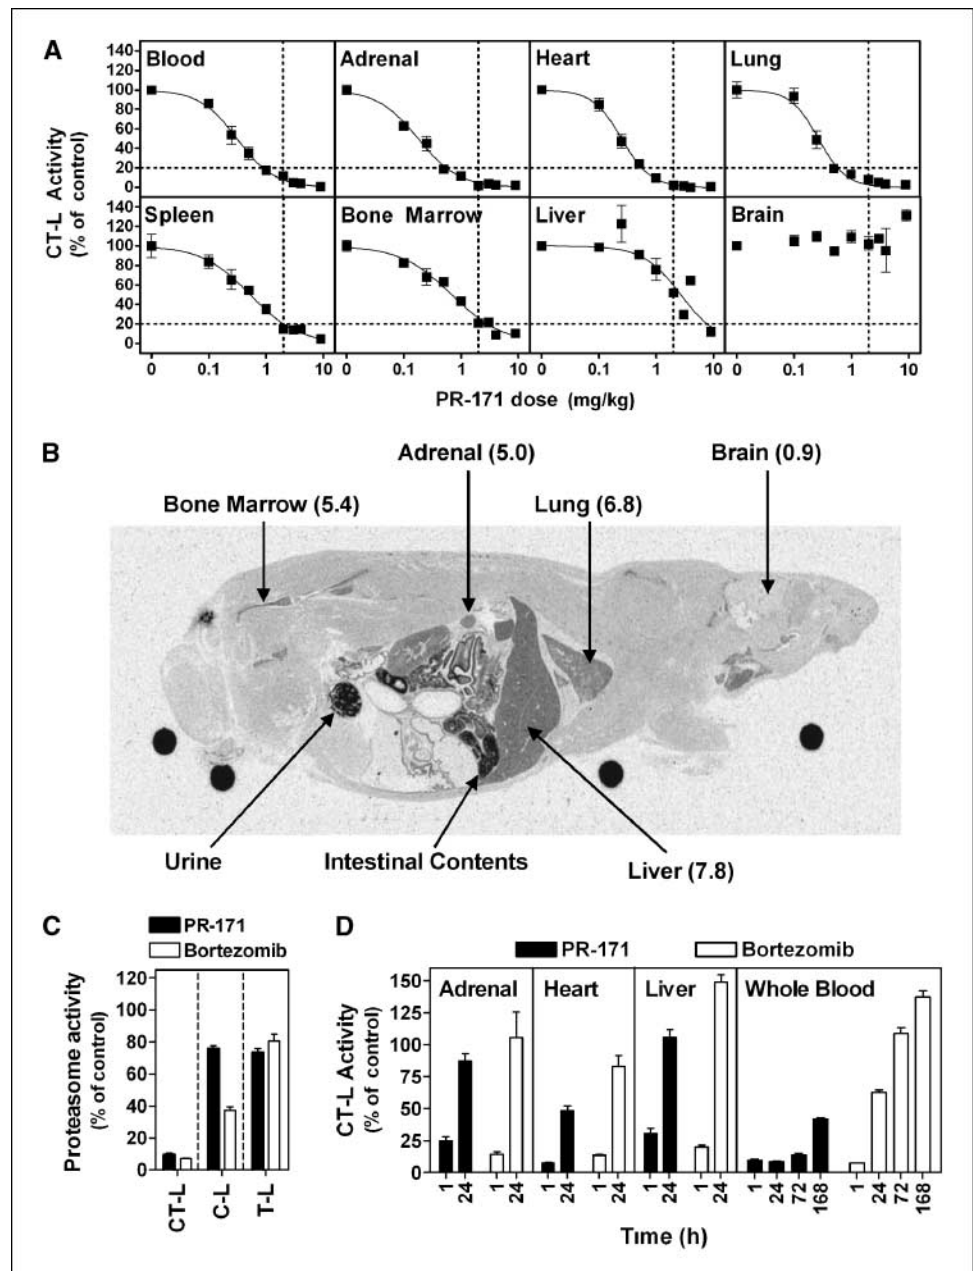 A
Blood
Adrenal
Heart
Lung
140
120
100
80
60
40
20
0
Spleen
Bone Marrow
Liver
Brain
140
120
100
80
60
40
20
0
CT-L Activity
(% of control)
0 0.1 1 10
0 0.1 1 10
0 0.1 1 10
0 0.1 1 10
PR-171 dose (mg/kg)
B
Adrenal (5.0)
Brain (0.9)
Bone Marrow (5.4)
Lung (6.8)
Urine
Intestinal Contents
Liver (7.8)
C
PR-171
Bortezomib
120
100
80
60
40
20
0
Proteasome activity
(% of control)
CT-L
C-L
T-L
D
PR-171
Bortezomib
Adrenal
Heart
Liver
Whole Blood
150
125
100
75
50
25
0
CT-L Activity
(% of control)
1 24 1 24
1 24 1 24
1 24 1 24
1 24 72 168 1 24 72 168
Time (h)